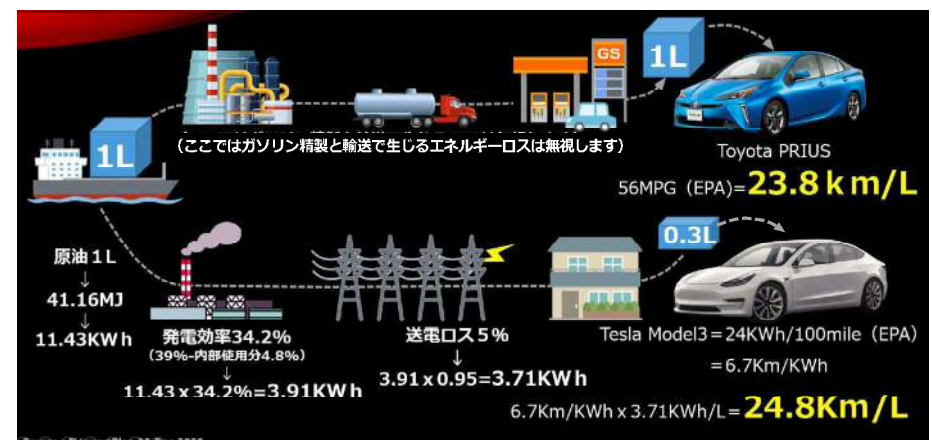 GS
1L
1L
(ここではガソリン精製と輸送で生じるエネルギーロスは無視します)
Toyota PRIUS
56MPG (EPA)=23.8km/L
原油1L
↓
41.16MJ
↓
11.43KWh
発電効率34.2%
(39%-内部使用分4.8%)
↓
11.43x34.2%=3.91KWh
送電ロス5%
↓
3.91x0.95=3.71KWh
0.3L
Tesla Model3=24KWh/100mile (EPA)
=6.7Km/KWh
6.7Km/KWh x 3.71KWh/L=24.8Km/L